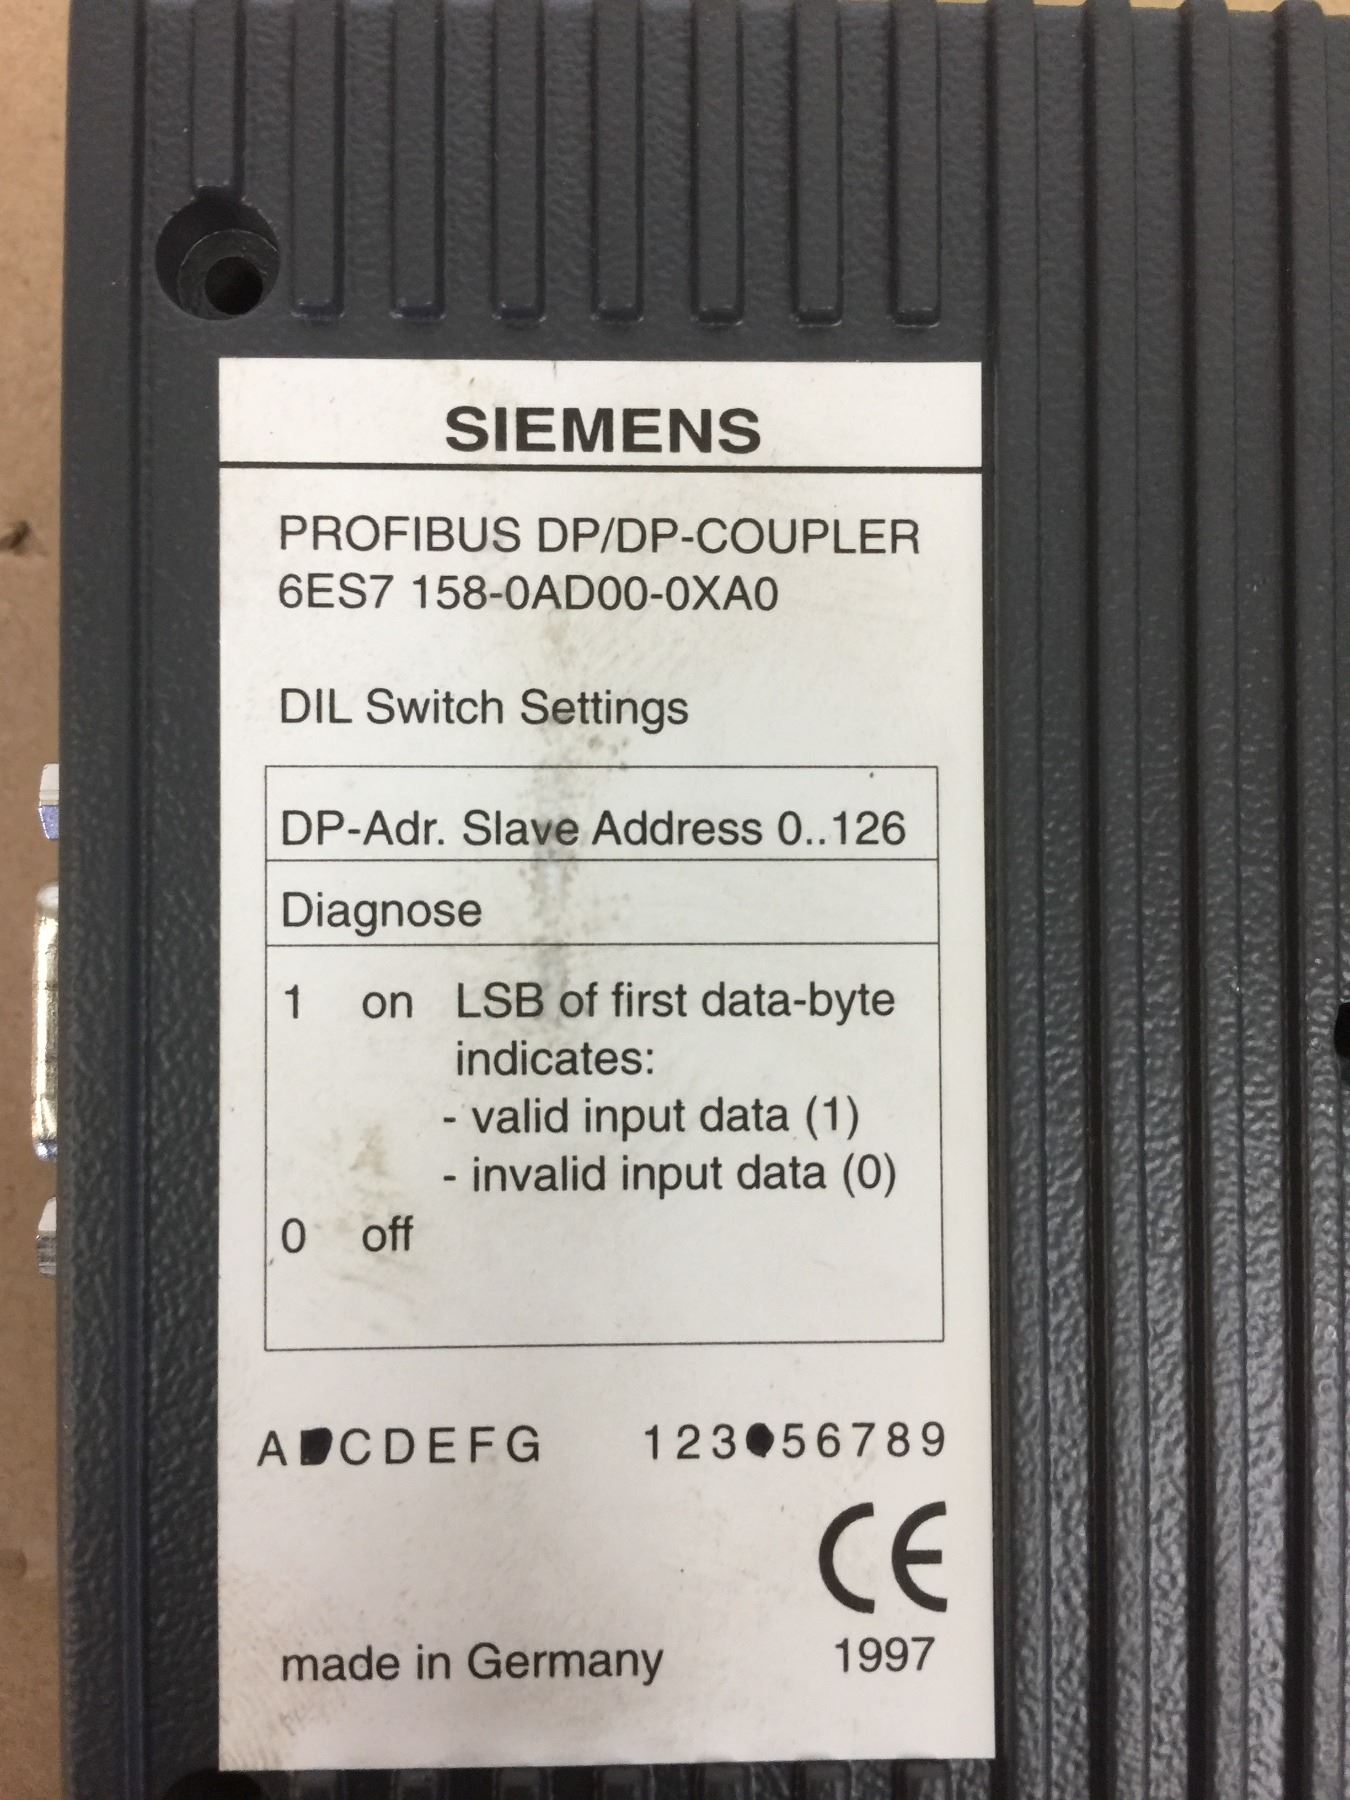 SIEMENS
PROFIBUS DP/DP-COUPLER
6ES7 158-0AD00-0XA0
DIL Switch Settings
DP-Adr. Slave Address 0..126
Diagnose
1 on LSB of first data-byte
indicates:
- valid input data (1)
- invalid input data (0)
0 off
A CDEFG 123 56789
CE
made in Germany 1997